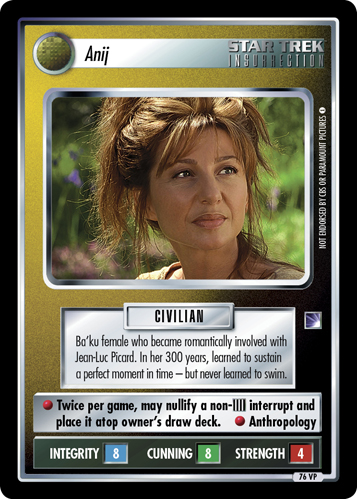 Anij
STAR TREK
INSURRECTION
NOT ENDORSED BY CBS OR PARAMOUNT PICTURES
CIVILIAN
Ba'ku female who became romantically involved with
Jean-Luc Picard. In her 300 years, learned to sustain
a perfect moment in time – but never learned to swim.
• Twice per game, may nullify a non- interrupt and
place it atop owner's draw deck. • Anthropology
INTEGRITY 8 CUNNING 8 STRENGTH 4
76 VP